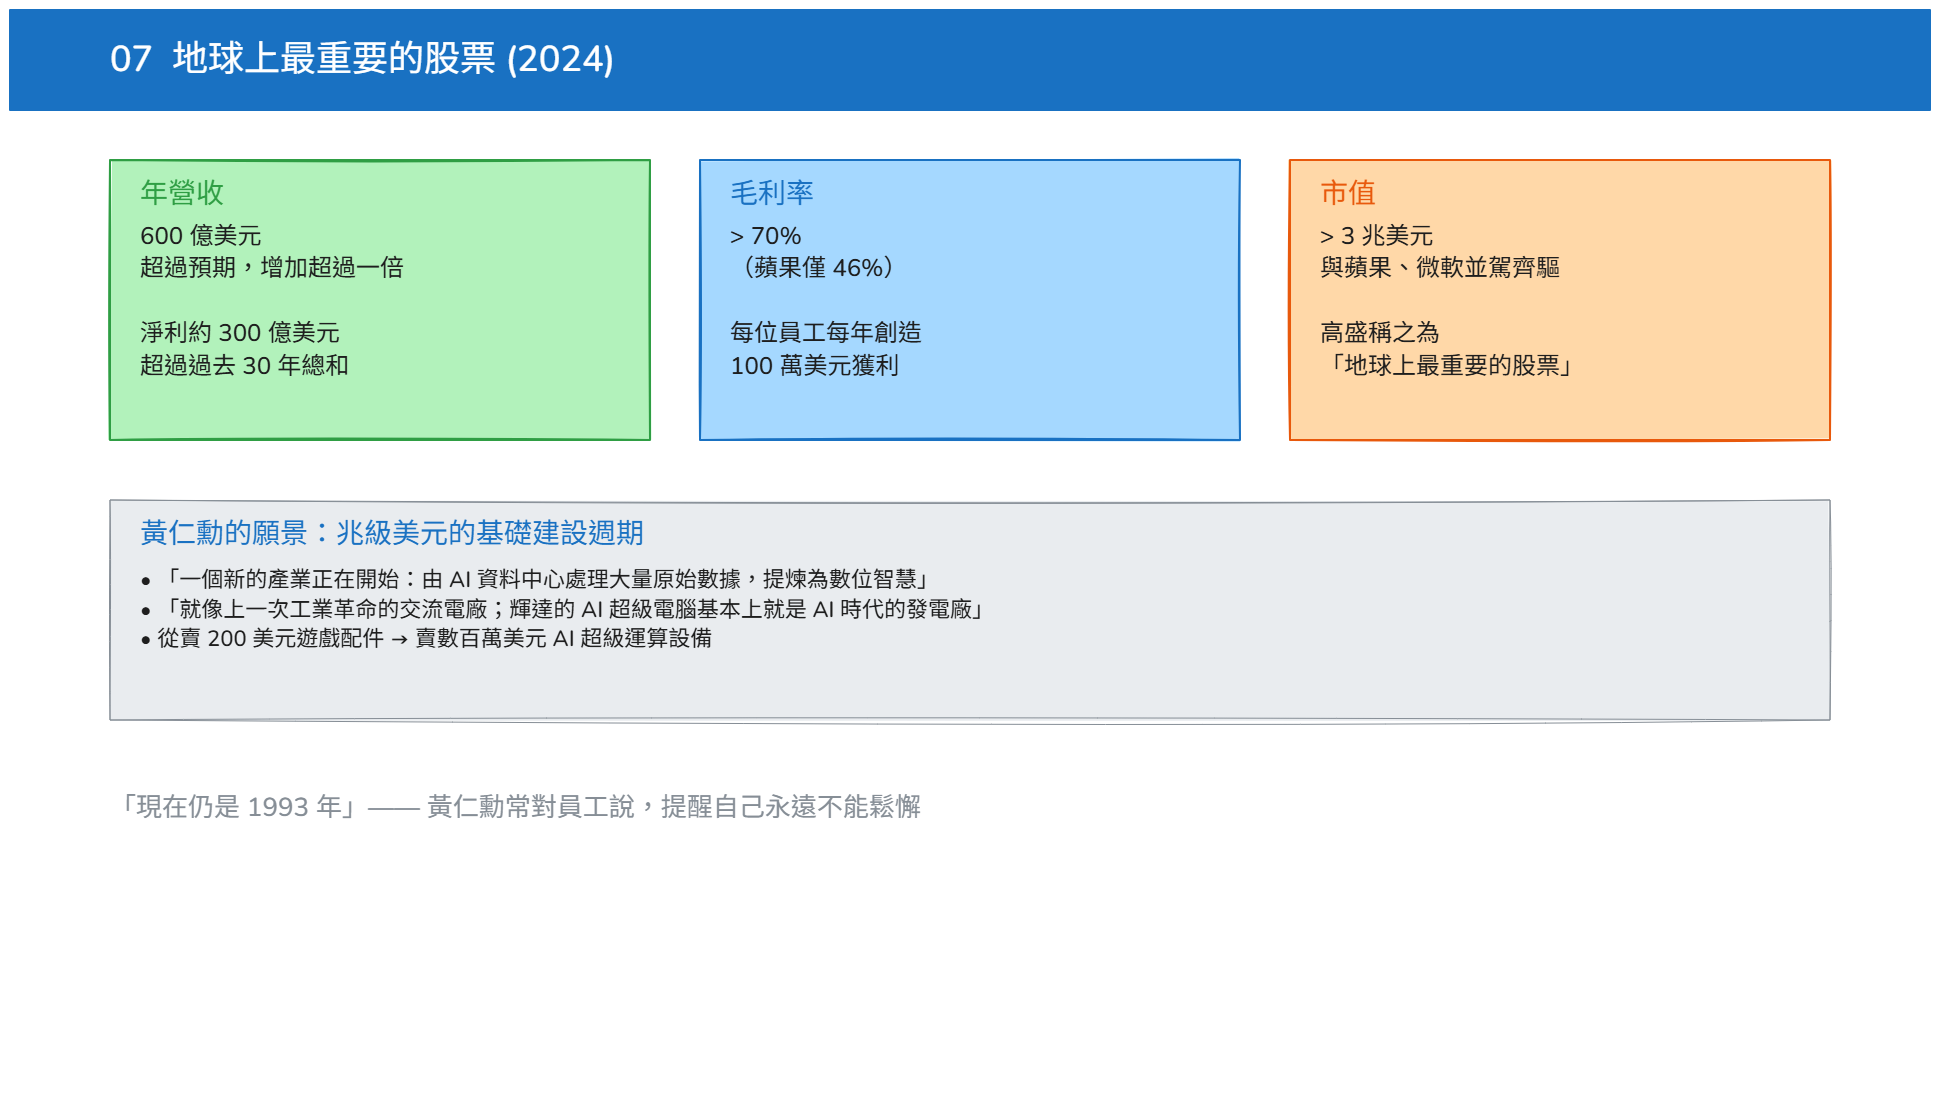 07 地球上最重要的股票 (2024)
年營收
600 億美元
超過預期，增加超過一倍
淨利約 300 億美元
超過過去 30 年總和
毛利率
> 70%
（蘋果僅 46%）
每位員工每年創造
100 萬美元獲利
市值
> 3 兆美元
與蘋果、微軟並駕齊驅
高盛稱之為
「地球上最重要的股票」
黃仁勳的願景：兆級美元的基礎建設週期
• 「一個新的產業正在開始：由 AI 資料中心處理大量原始數據，提煉為數位智慧」
• 「就像上一次工業革命的交流電廠；輝達的 AI 超級電腦基本上就是 AI 時代的發電廠」
• 從賣 200 美元遊戲配件 → 賣數百萬美元 AI 超級運算設備
「現在仍是 1993 年」—— 黃仁勳常對員工說，提醒自己永遠不能鬆懈